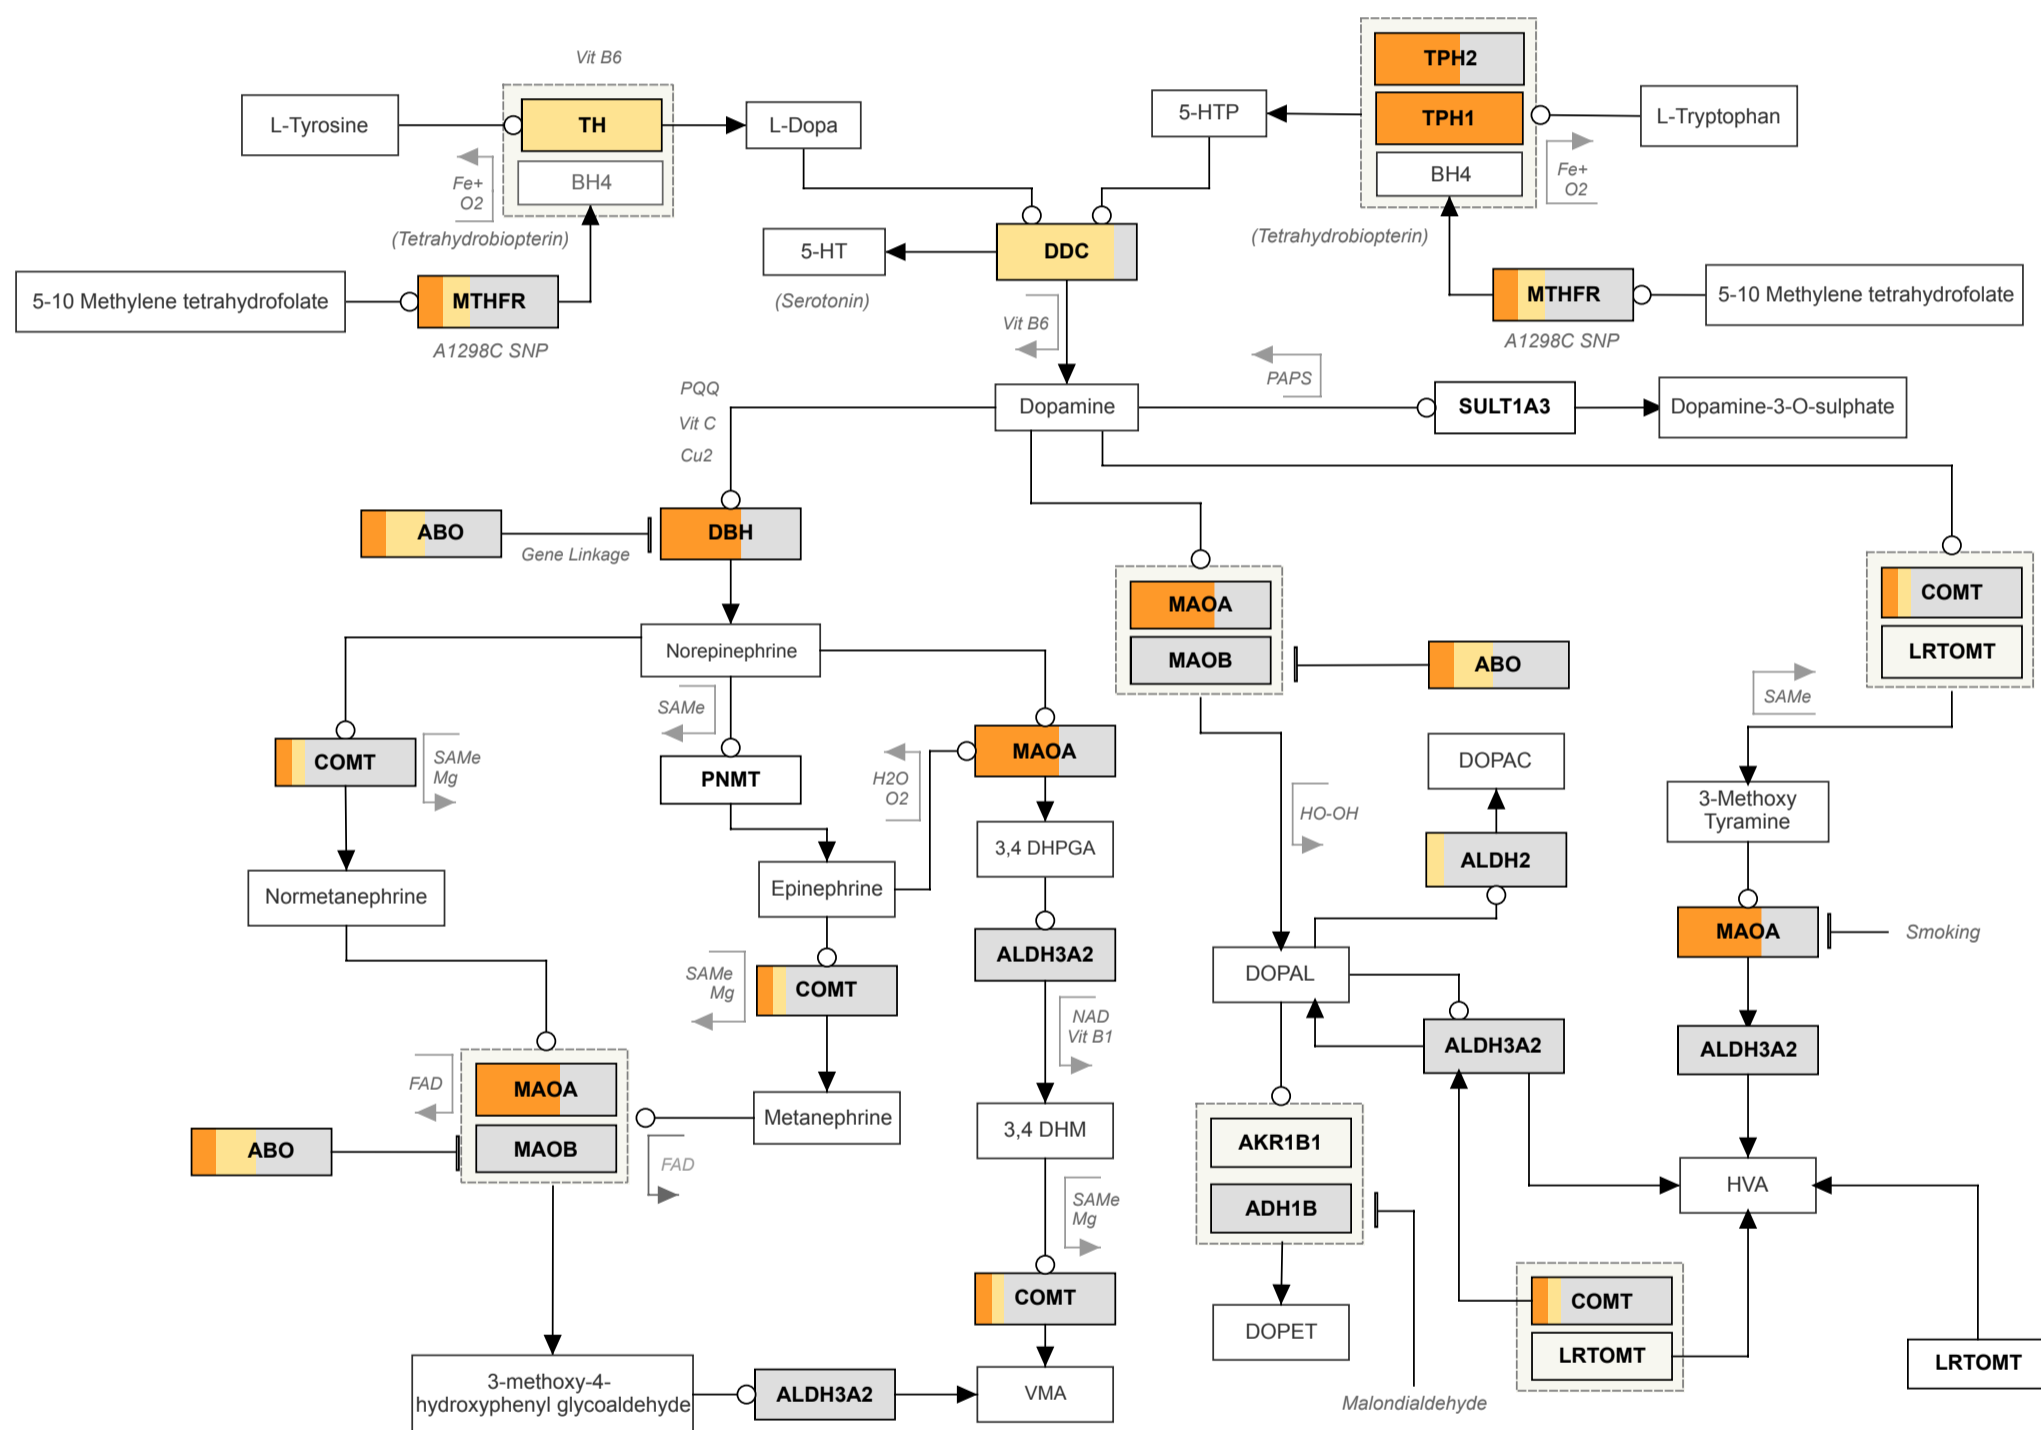 Vit B6
TPH2
L-Tyrosine
TH
L-Dopa
5-HTP
TPH1
L-Tryptophan
BH4
Fe+
O2
BH4
Fe+
O2
(Tetrahydrobiopterin)
(Tetrahydrobiopterin)
5-HT
DDC
(Serotonin)
5-10 Methylene tetrahydrofolate
MTHFR
A1298C SNP
MTHFR
5-10 Methylene tetrahydrofolate
A1298C SNP
Vit B6
PAPS
PQQ
Vit C
Cu2
Dopamine
SULT1A3
Dopamine-3-O-sulphate
ABO
Gene Linkage
DBH
MAOA
MAOB
ABO
COMT
LRTOMT
SAMe
Norepinephrine
SAMe
COMT
SAMe
Mg
PNMT
H2O
O2
MAOA
DOPAC
HO-OH
3-Methoxy
Tyramine
3,4 DHPGA
ALDH2
Normetanephrine
Epinephrine
MAOA
Smoking
ALDH3A2
SAMe
Mg
COMT
DOPAL
NAD
Vit B1
ALDH3A2
ALDH3A2
FAD
MAOA
MAOB
Metanephrine
FAD
3,4 DHM
ABO
AKR1B1
ADH1B
HVA
SAMe
Mg
COMT
COMT
LRTOMT
DOPET
LRTOMT
3-methoxy-4-
hydroxyphenyl glycoaldehyde
ALDH3A2
VMA
Malondialdehyde